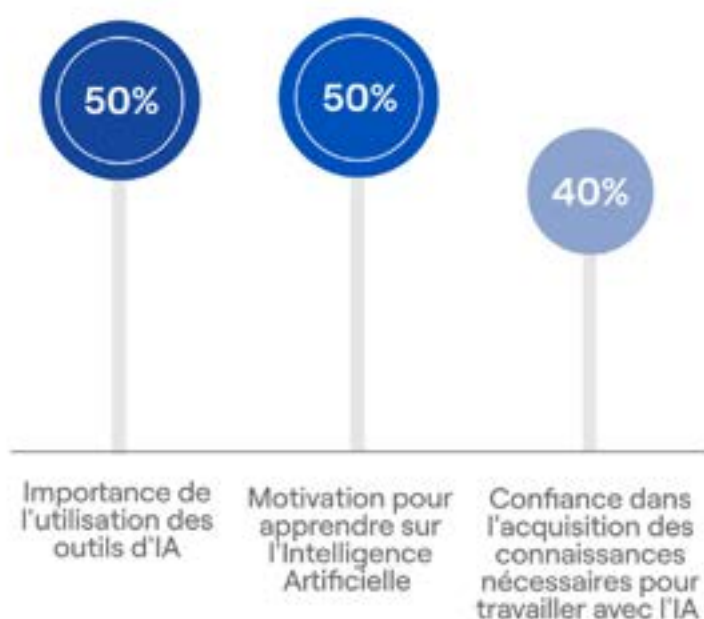 50%
50%
40%
Importance de
l'utilisation des
outils d'IA
Motivation pour
apprendre sur
l'Intelligence
Artificielle
Confiance dans
l'acquisition des
connaissances
nécessaires pour
travailler avec l'IA